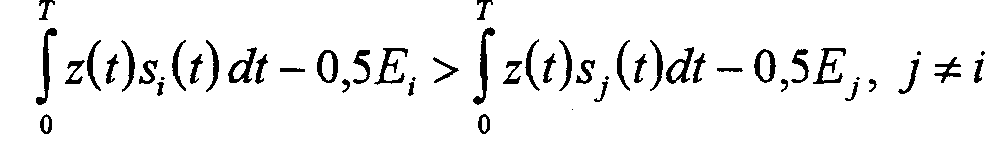 ∫₀ᵀ z(t)sᵢ(t) dt − 0,5Eᵢ > ∫₀ᵀ z(t)sⱼ(t)dt − 0,5Eⱼ, j ≠ i